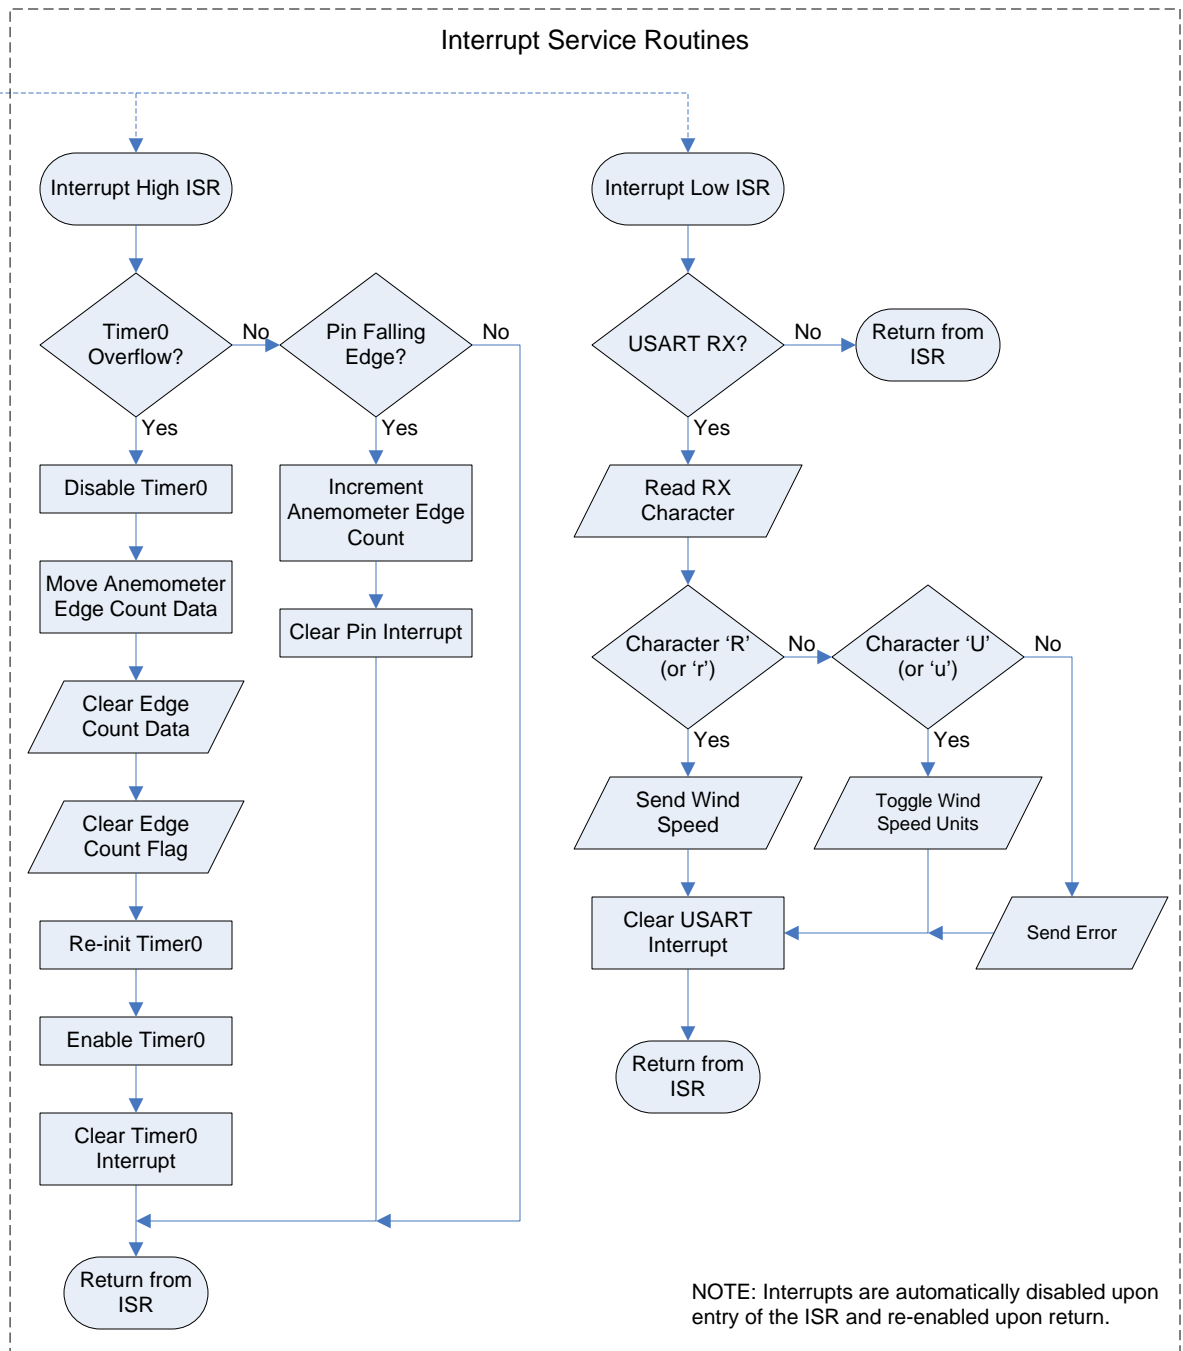 Interrupt Service Routines
Interrupt High ISR
Timer0
Overflow?
No
Yes
Pin Falling
Edge?
No
Yes
Disable Timer0
Move Anemometer
Edge Count Data
Clear Edge
Count Data
Clear Edge
Count Flag
Re-init Timer0
Enable Timer0
Clear Timer0
Interrupt
Increment
Anemometer Edge
Count
Clear Pin Interrupt
Return from
ISR
Interrupt Low ISR
USART RX?
No
Return from
ISR
Yes
Read RX
Character
Character ‘R’
(or ‘r’)
No
Yes
Character ‘U’
(or ‘u’)
No
Yes
Send Wind
Speed
Toggle Wind
Speed Units
Send Error
Clear USART
Interrupt
Return from
ISR
NOTE: Interrupts are automatically disabled upon
entry of the ISR and re-enabled upon return.